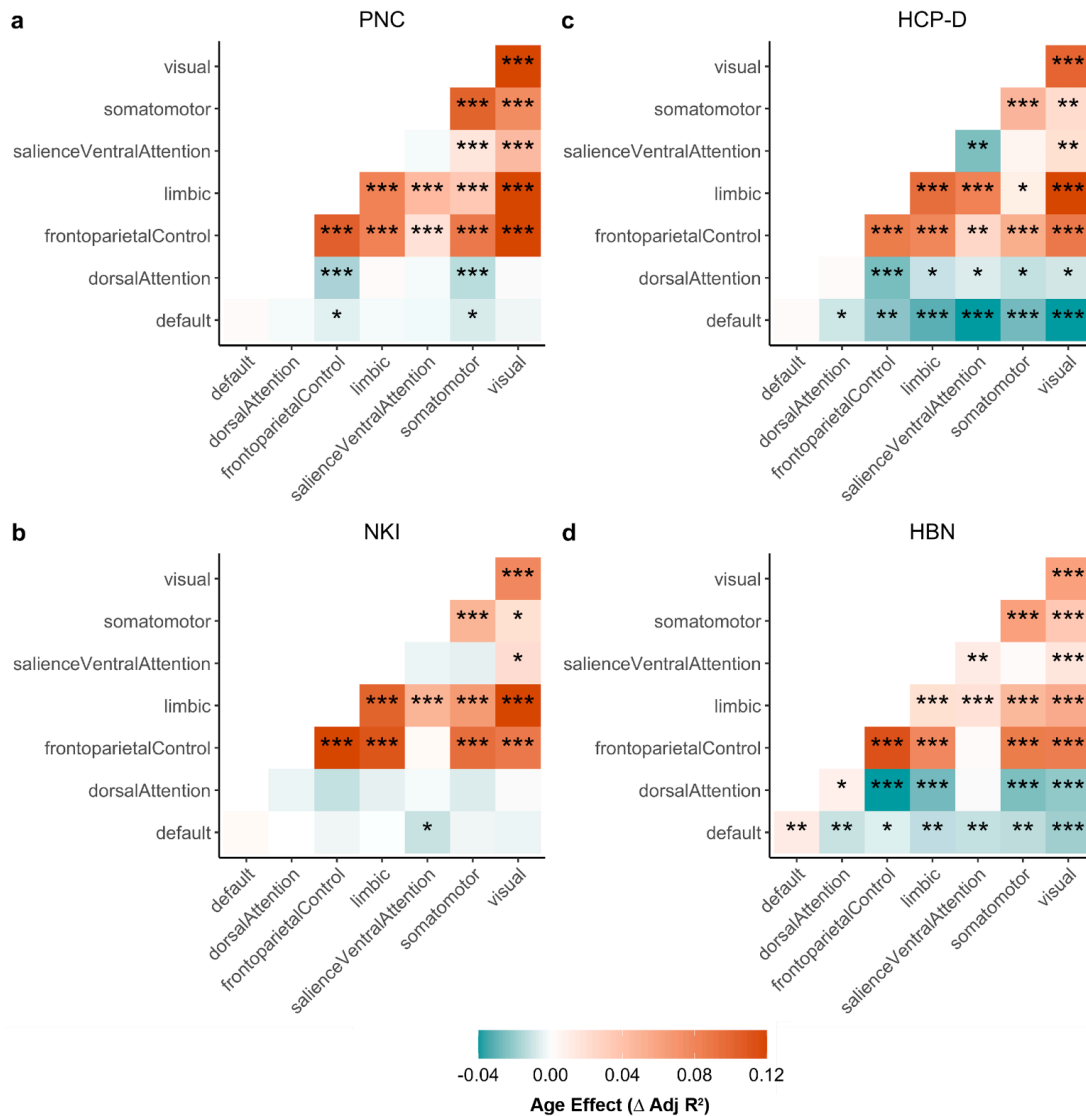 a
PNC
visual
***
somatomotor
*** ***
salienceVentralAttention
*** ***
limbic
*** *** *** ***
frontoparietalControl
*** *** *** *** ***
dorsalAttention
*** ***
default
* *
default
dorsalAttention
frontoparietalControl
limbic
salienceVentralAttention
somatomotor
visual
c
HCP-D
***
*** **
** **
*** *** * ***
*** *** ** *** ***
*** * * * *
* ** *** *** *** ***
default
dorsalAttention
frontoparietalControl
limbic
salienceVentralAttention
somatomotor
visual
visual
somatomotor
salienceVentralAttention
limbic
frontoparietalControl
dorsalAttention
default
b
NKI
visual
***
somatomotor
*** *
salienceVentralAttention
*
limbic
*** *** *** ***
frontoparietalControl
*** *** *** ***
dorsalAttention
default
*
default
dorsalAttention
frontoparietalControl
limbic
salienceVentralAttention
somatomotor
visual
d
HBN
visual
***
somatomotor
*** ***
salienceVentralAttention
** ***
limbic
*** *** *** ***
frontoparietalControl
*** *** *** ***
dorsalAttention
* *** *** *** ***
default
** ** * ** ** ** ***
default
dorsalAttention
frontoparietalControl
limbic
salienceVentralAttention
somatomotor
visual
-0.04 0.00 0.04 0.08 0.12
Age Effect (Δ Adj R²)